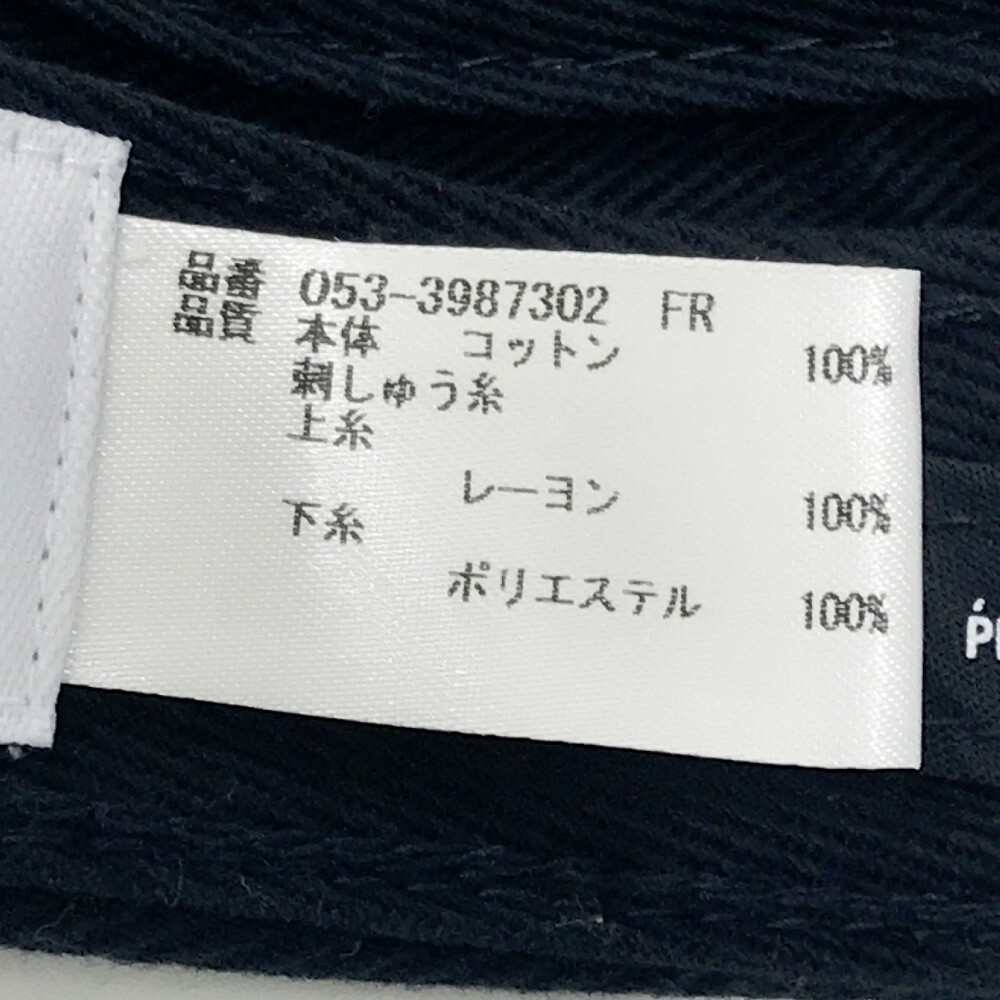 品番 053-3987302 FR
品質 本体 コットン 100%
刺しゅう糸
上糸
レーヨン 100%
下糸
ポリエステル 100%